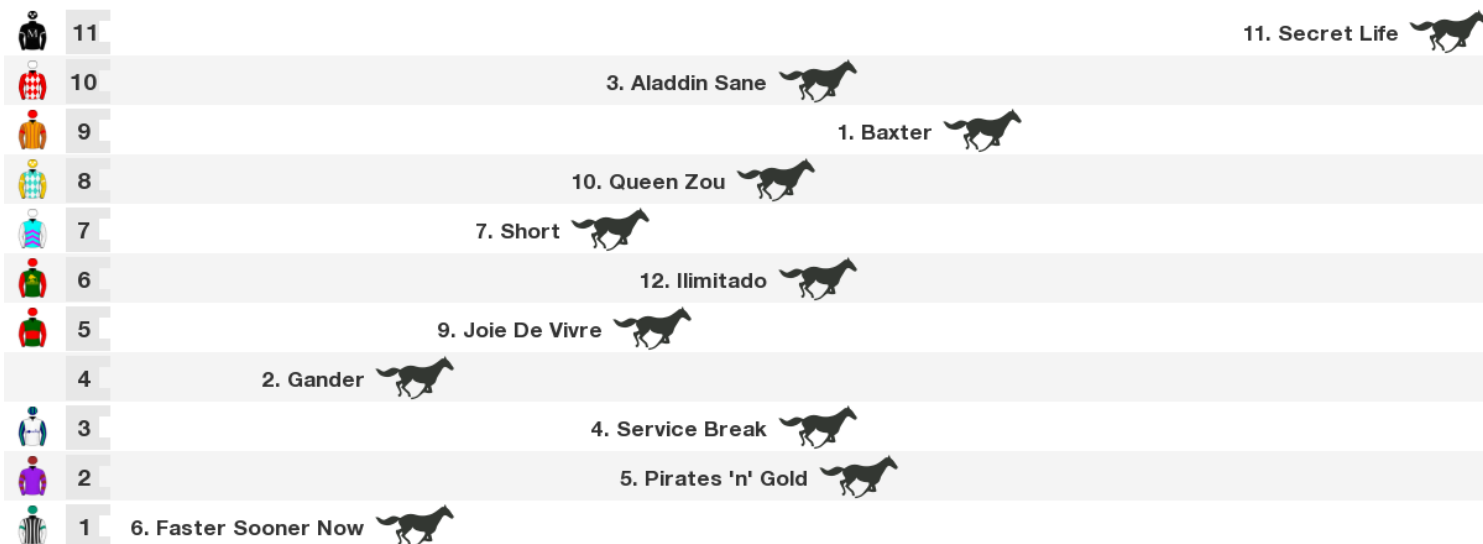 11 11. Secret Life
10 3. Aladdin Sane
9 1. Baxter
8 10. Queen Zou
7 7. Short
6 12. Ilimitado
5 9. Joie De Vivre
4 2. Gander
3 4. Service Break
2 5. Pirates 'n' Gold
1 6. Faster Sooner Now